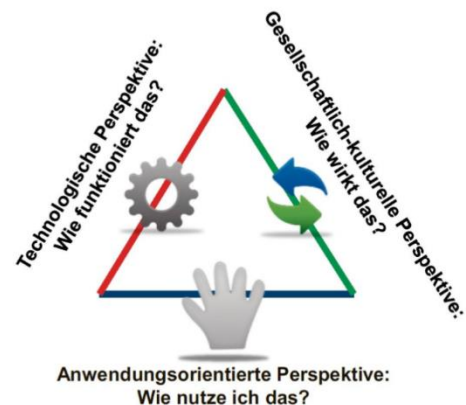 Technologische Perspektive:
Wie funktioniert das?
Gesellschaftlich-kulturelle Perspektive:
Wie wirkt das?
Anwendungsorientierte Perspektive:
Wie nutze ich das?